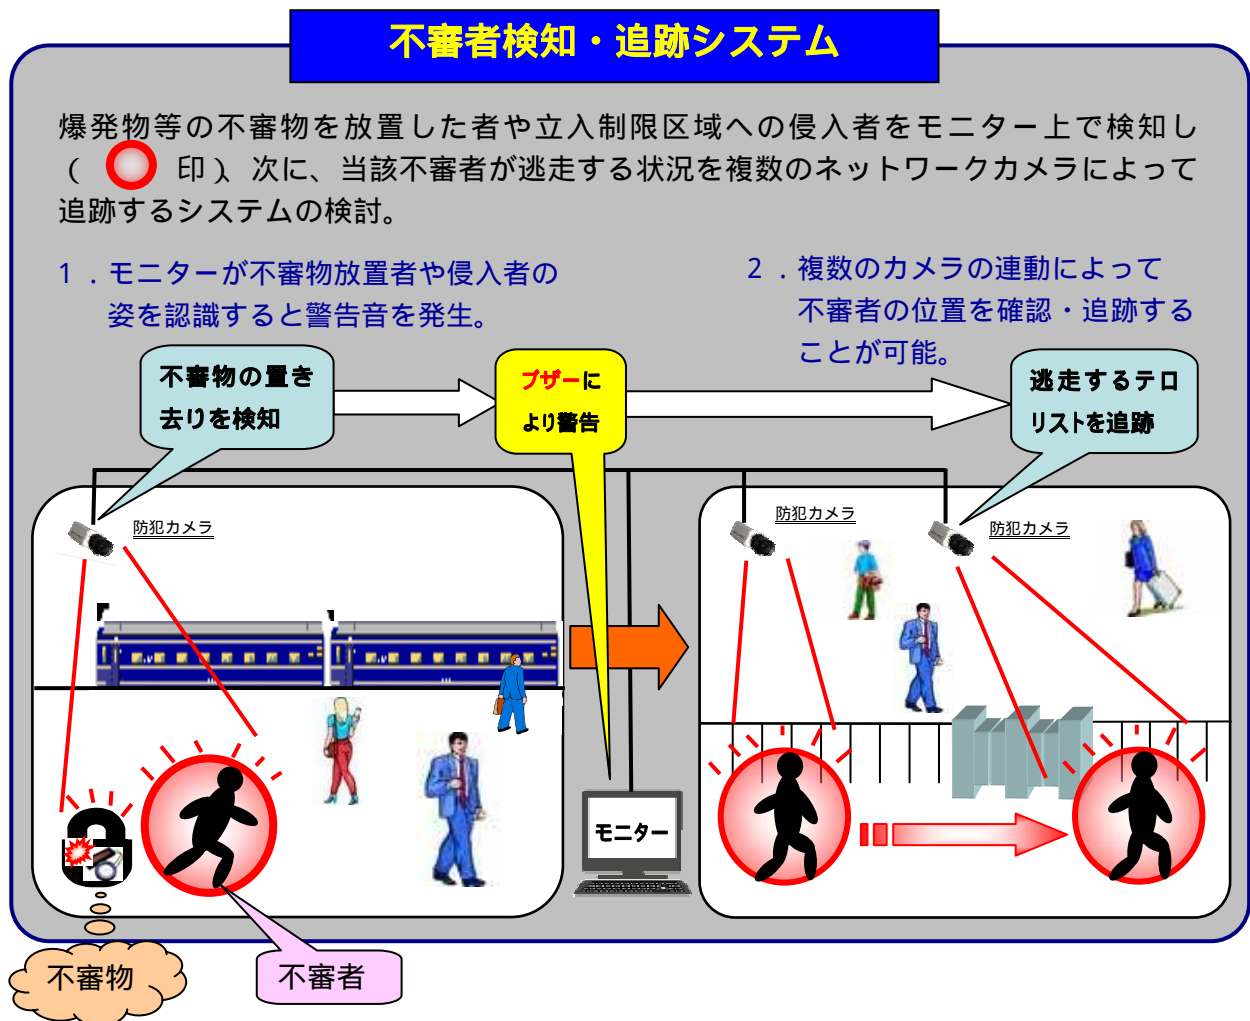 不審者検知・追跡システム
爆発物等の不審物を放置した者や立入制限区域への侵入者をモニター上で検知し
（ 印）、次に、当該不審者が逃走する状況を複数のネットワークカメラによって
追跡するシステムの検討。
１．モニターが不審物放置者や侵入者の
姿を認識すると警告音を発生。
２．複数のカメラの連動によって
不審者の位置を確認・追跡する
ことが可能。
不審物の置き
去りを検知
ブザーに
より警告
逃走するテロ
リストを追跡
防犯カメラ
防犯カメラ
防犯カメラ
モニター
不審物
不審者